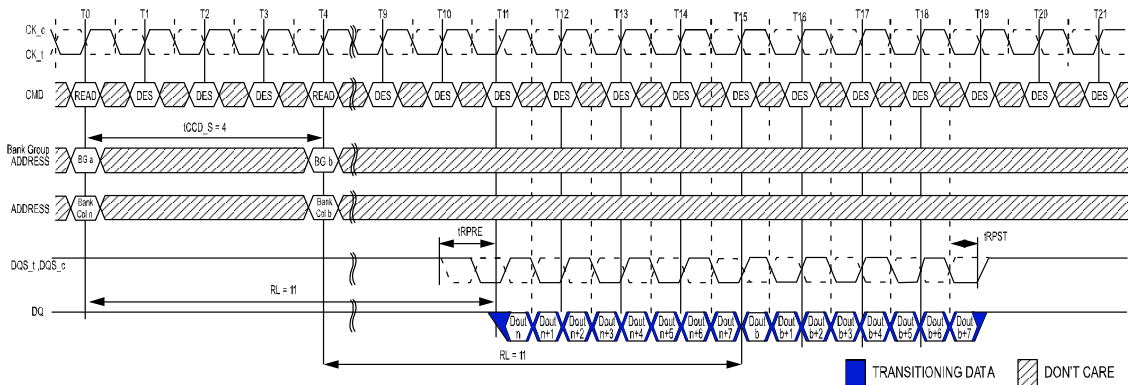 T0 T1 T2 T3 T4 T9 T10 T11 T12 T13 T14 T15 T16 T17 T18 T19 T20 T21
CK_c
CK_t
CMD READ DES DES DES READ DES DES DES DES DES DES DES DES DES DES DES DES DES
tCCD_S = 4
Bank Group
ADDRESS BG a BG b
ADDRESS Bank Col n Bank Col b
tRPRE tRPST
DQS_t ,DQS_c
RL = 11
DQ Dout n Dout n+1 Dout n+2 Dout n+3 Dout n+4 Dout n+5 Dout n+6 Dout n+7 Dout b Dout b+1 Dout b+2 Dout b+3 Dout b+4 Dout b+5 Dout b+6 Dout b+7
RL = 11
TRANSITIONING DATA DON'T CARE